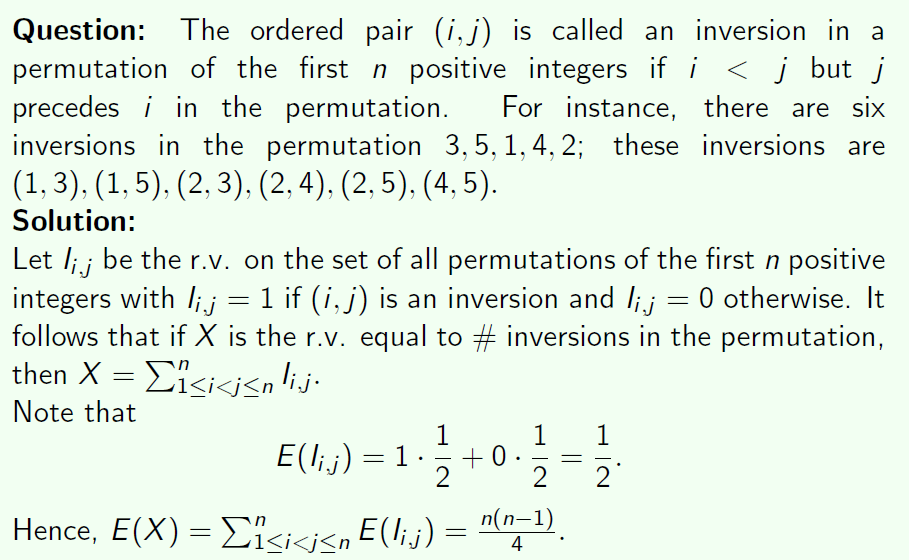 Question: The ordered pair (i, j) is called an inversion in a
permutation of the first n positive integers if i < j but j
precedes i in the permutation. For instance, there are six
inversions in the permutation 3, 5, 1, 4, 2; these inversions are
(1, 3), (1, 5), (2, 3), (2, 4), (2, 5), (4, 5).
Solution:
Let I_{i,j} be the r.v. on the set of all permutations of the first n positive
integers with I_{i,j} = 1 if (i, j) is an inversion and I_{i,j} = 0 otherwise. It
follows that if X is the r.v. equal to # inversions in the permutation,
then X = ∑_{1≤i<j≤n}^{n} I_{i,j}.
Note that
E(I_{i,j}) = 1 · 1/2 + 0 · 1/2 = 1/2.
Hence, E(X) = ∑_{1≤i<j≤n}^{n} E(I_{i,j}) = n(n−1)/4.